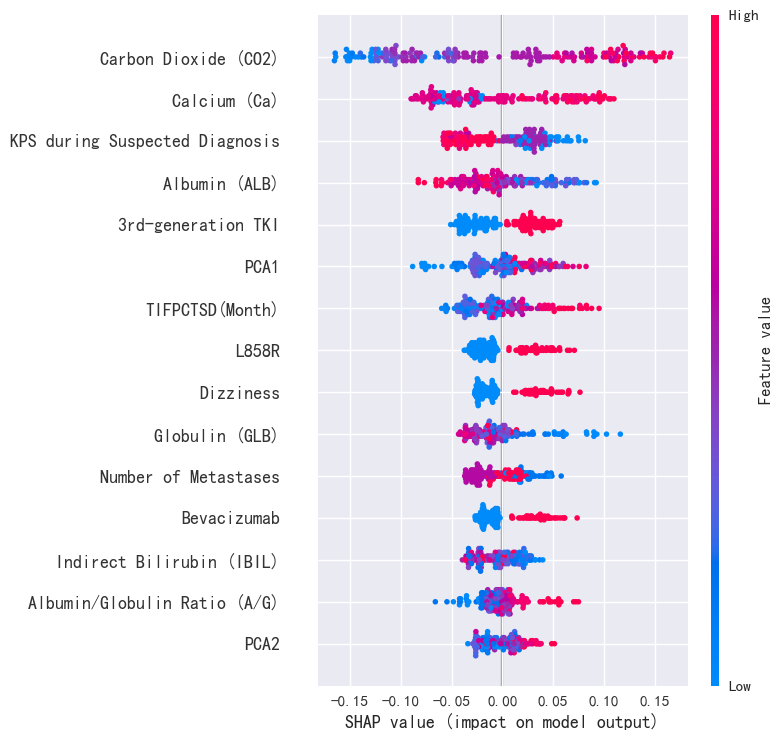 High
Carbon Dioxide (CO2)
Calcium (Ca)
KPS during Suspected Diagnosis
Albumin (ALB)
3rd-generation TKI
PCA1
TIFPCTSD(Month)
L858R
Dizziness
Globulin (GLB)
Number of Metastases
Bevacizumab
Indirect Bilirubin (IBIL)
Albumin/Globulin Ratio (A/G)
PCA2
Feature value
Low
-0.15 -0.10 -0.05 0.00 0.05 0.10 0.15
SHAP value (impact on model output)